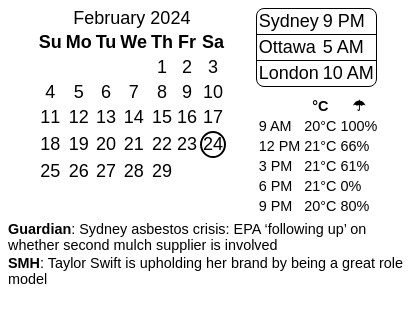 February 2024
Su Mo Tu We Th Fr Sa
1 2 3
4 5 6 7 8 9 10
11 12 13 14 15 16 17
18 19 20 21 22 23 24
25 26 27 28 29
Sydney 9 PM
Ottawa 5 AM
London 10 AM
°C ☂
9 AM 20°C 100%
12 PM 21°C 66%
3 PM 21°C 61%
6 PM 21°C 0%
9 PM 20°C 80%
Guardian: Sydney asbestos crisis: EPA ‘following up’ on
whether second mulch supplier is involved
SMH: Taylor Swift is upholding her brand by being a great role
model